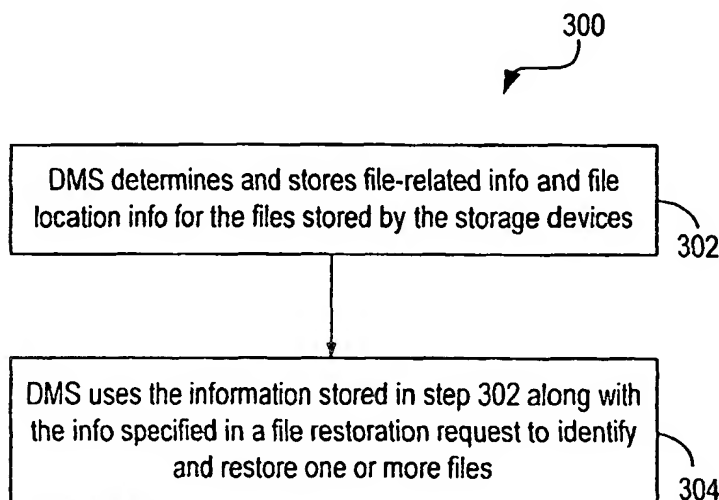 300
DMS determines and stores file-related info and file
location info for the files stored by the storage devices
302
DMS uses the information stored in step 302 along with
the info specified in a file restoration request to identify
and restore one or more files
304